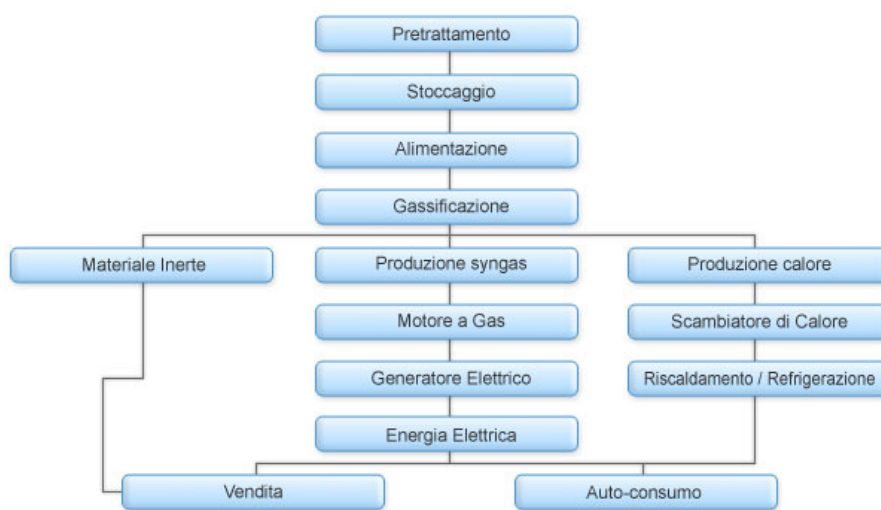 Pretrattamento
Stoccaggio
Alimentazione
Gassificazione
Materiale Inerte
Produzione syngas
Produzione calore
Motore a Gas
Scambiatore di Calore
Generatore Elettrico
Riscaldamento / Refrigerazione
Energia Elettrica
Vendita
Auto-consumo